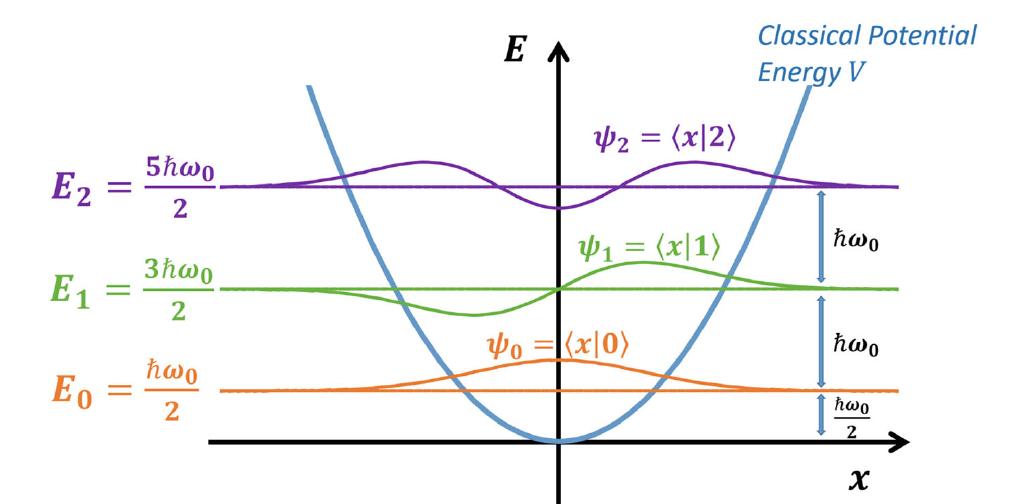 Classical Potential
Energy V
E
ψ₂ = ⟨x|2⟩
E₂ = 5ħω₀/2
ħω₀
ψ₁ = ⟨x|1⟩
E₁ = 3ħω₀/2
ħω₀
ψ₀ = ⟨x|0⟩
E₀ = ħω₀/2
ħω₀/2
x